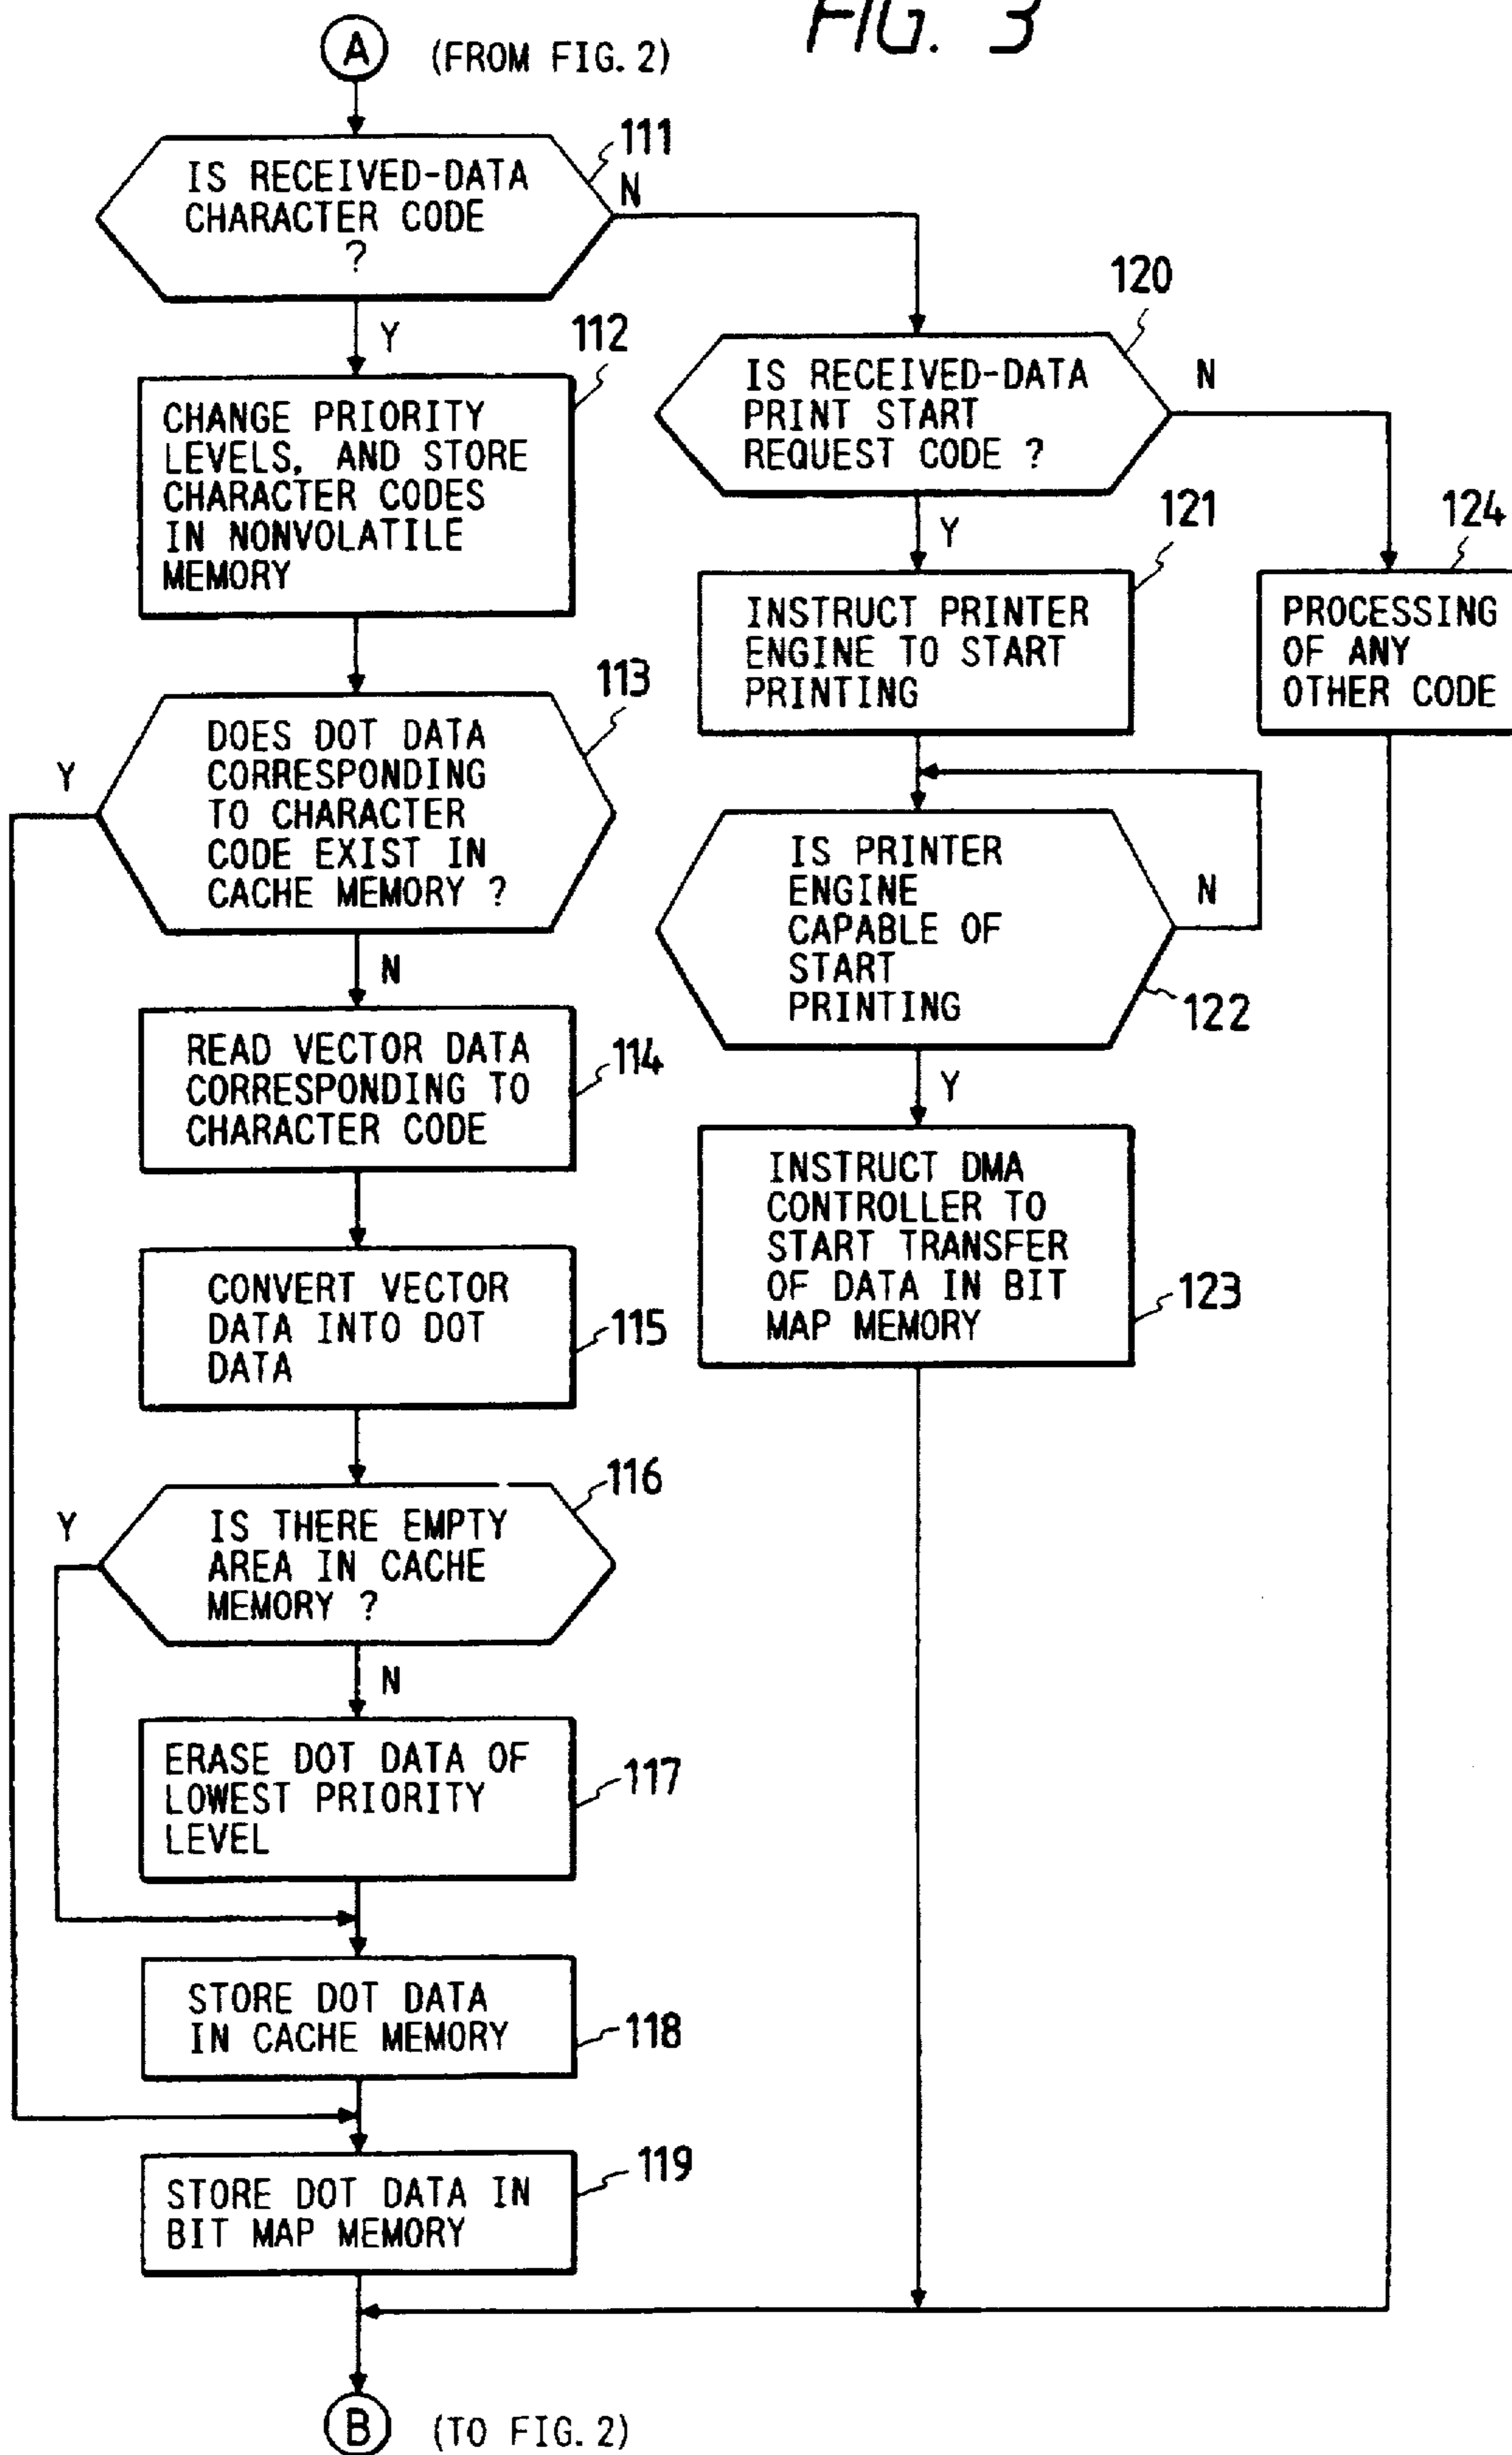 FIG. 3
A (FROM FIG. 2)
111
IS RECEIVED-DATA
CHARACTER CODE
?
N
Y
112
CHANGE PRIORITY
LEVELS, AND STORE
CHARACTER CODES
IN NONVOLATILE
MEMORY
113
DOES DOT DATA
CORRESPONDING
TO CHARACTER
CODE EXIST IN
CACHE MEMORY ?
Y
N
READ VECTOR DATA
CORRESPONDING TO
CHARACTER CODE
114
CONVERT VECTOR
DATA INTO DOT
DATA
115
116
IS THERE EMPTY
AREA IN CACHE
MEMORY ?
Y
N
ERASE DOT DATA OF
LOWEST PRIORITY
LEVEL
117
STORE DOT DATA
IN CACHE MEMORY
118
119
STORE DOT DATA IN
BIT MAP MEMORY
120
IS RECEIVED-DATA
PRINT START
REQUEST CODE ?
N
Y
121
INSTRUCT PRINTER
ENGINE TO START
PRINTING
IS PRINTER
ENGINE
CAPABLE OF
START
PRINTING
N
122
Y
INSTRUCT DMA
CONTROLLER TO
START TRANSFER
OF DATA IN BIT
MAP MEMORY
123
124
PROCESSING
OF ANY
OTHER CODE
B (TO FIG. 2)